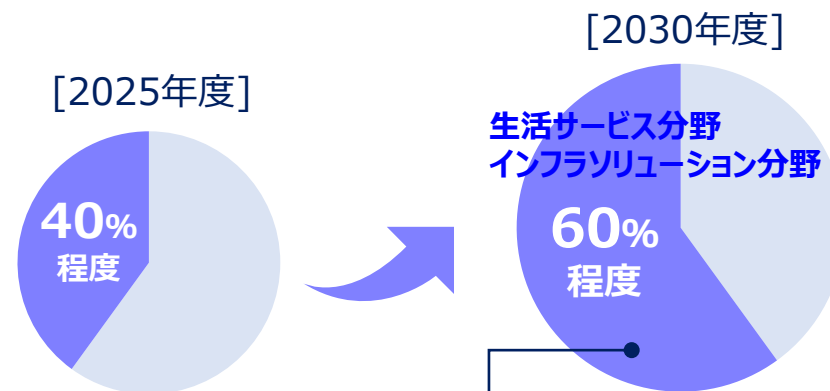 [2025年度]
40%
程度
[2030年度]
生活サービス分野
インフラソリューション分野
60%
程度